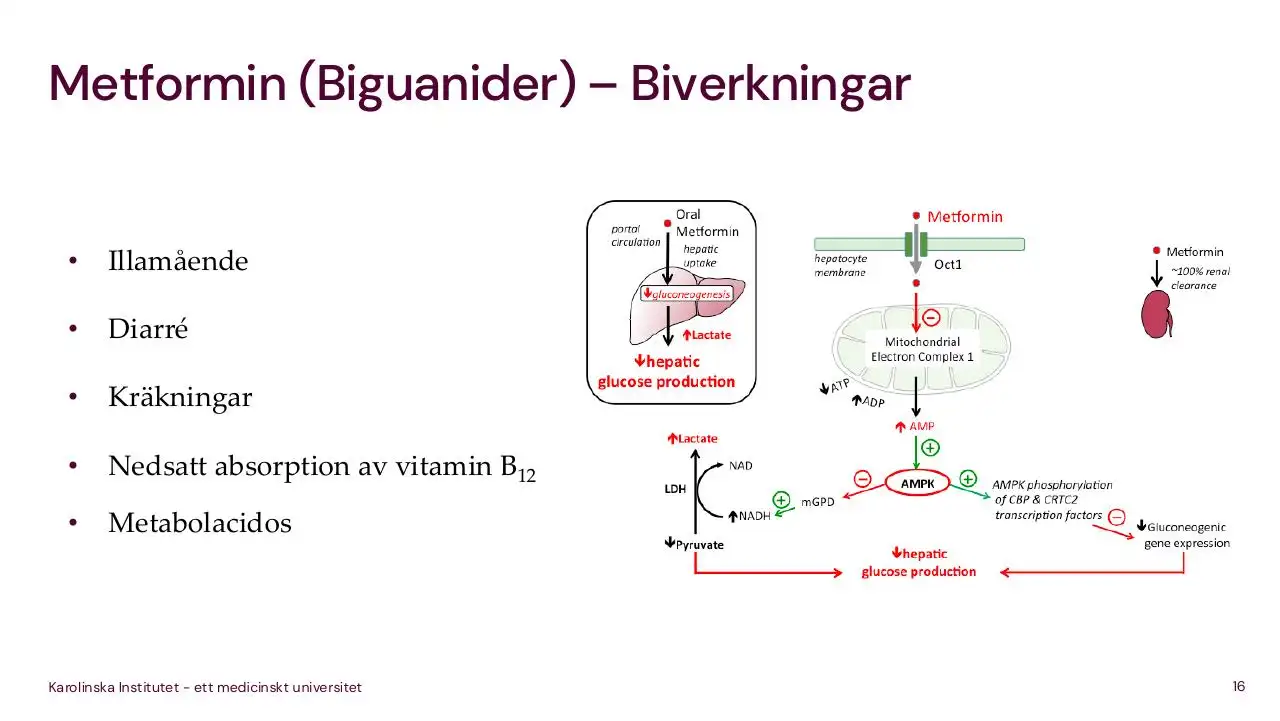 Metformin (Biguanider) – Biverkningar
• Illamående
• Diarré
• Kräkningar
• Nedsatt absorption av vitamin B12
• Metabolacidos
Oral
Metformin
portal
circulation
hepatic
uptake
gluconeogenesis
Lactate
hepatic
glucose production
Metformin
hepatocyte
membrane
Oct1
Mitochondrial
Electron Complex 1
ATP
ADP
AMP
AMPK
Metformin
~100% renal
clearance
Lactate
NAD
LDH
NADH
mGPD
Pyruvate
AMPK phosphorylation
of CBP & CRTC2
transcription factors
Gluconeogenic
gene expression
hepatic
glucose production
Karolinska Institutet - ett medicinskt universitet
16